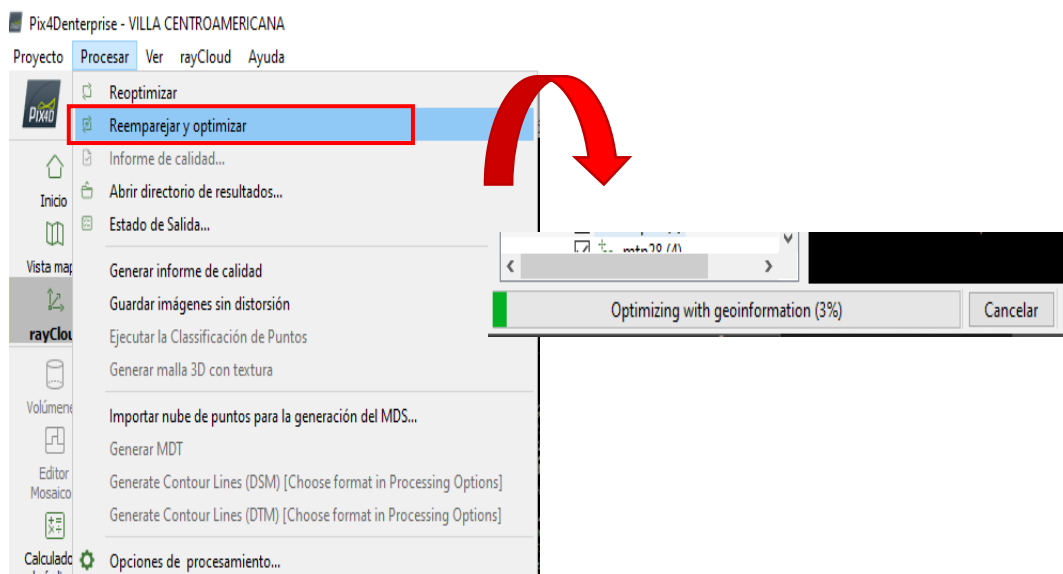 Pix4Denterprise - VILLA CENTROAMERICANA
Proyecto Procesar Ver rayCloud Ayuda
PIX4D
Inicio
Vista map
rayClou
Volúmene
Editor
Mosaico
Calculado
Reoptimizar
Reemparejar y optimizar
Informe de calidad...
Abrir directorio de resultados...
Estado de Salida...
Generar informe de calidad
Guardar imágenes sin distorsión
Ejecutar la Classificación de Puntos
Generar malla 3D con textura
Importar nube de puntos para la generación del MDS...
Generar MDT
Generate Contour Lines (DSM) [Choose format in Processing Options]
Generate Contour Lines (DTM) [Choose format in Processing Options]
Opciones de procesamiento...
mtp28 (4)
Optimizing with geoinformation (3%)
Cancelar